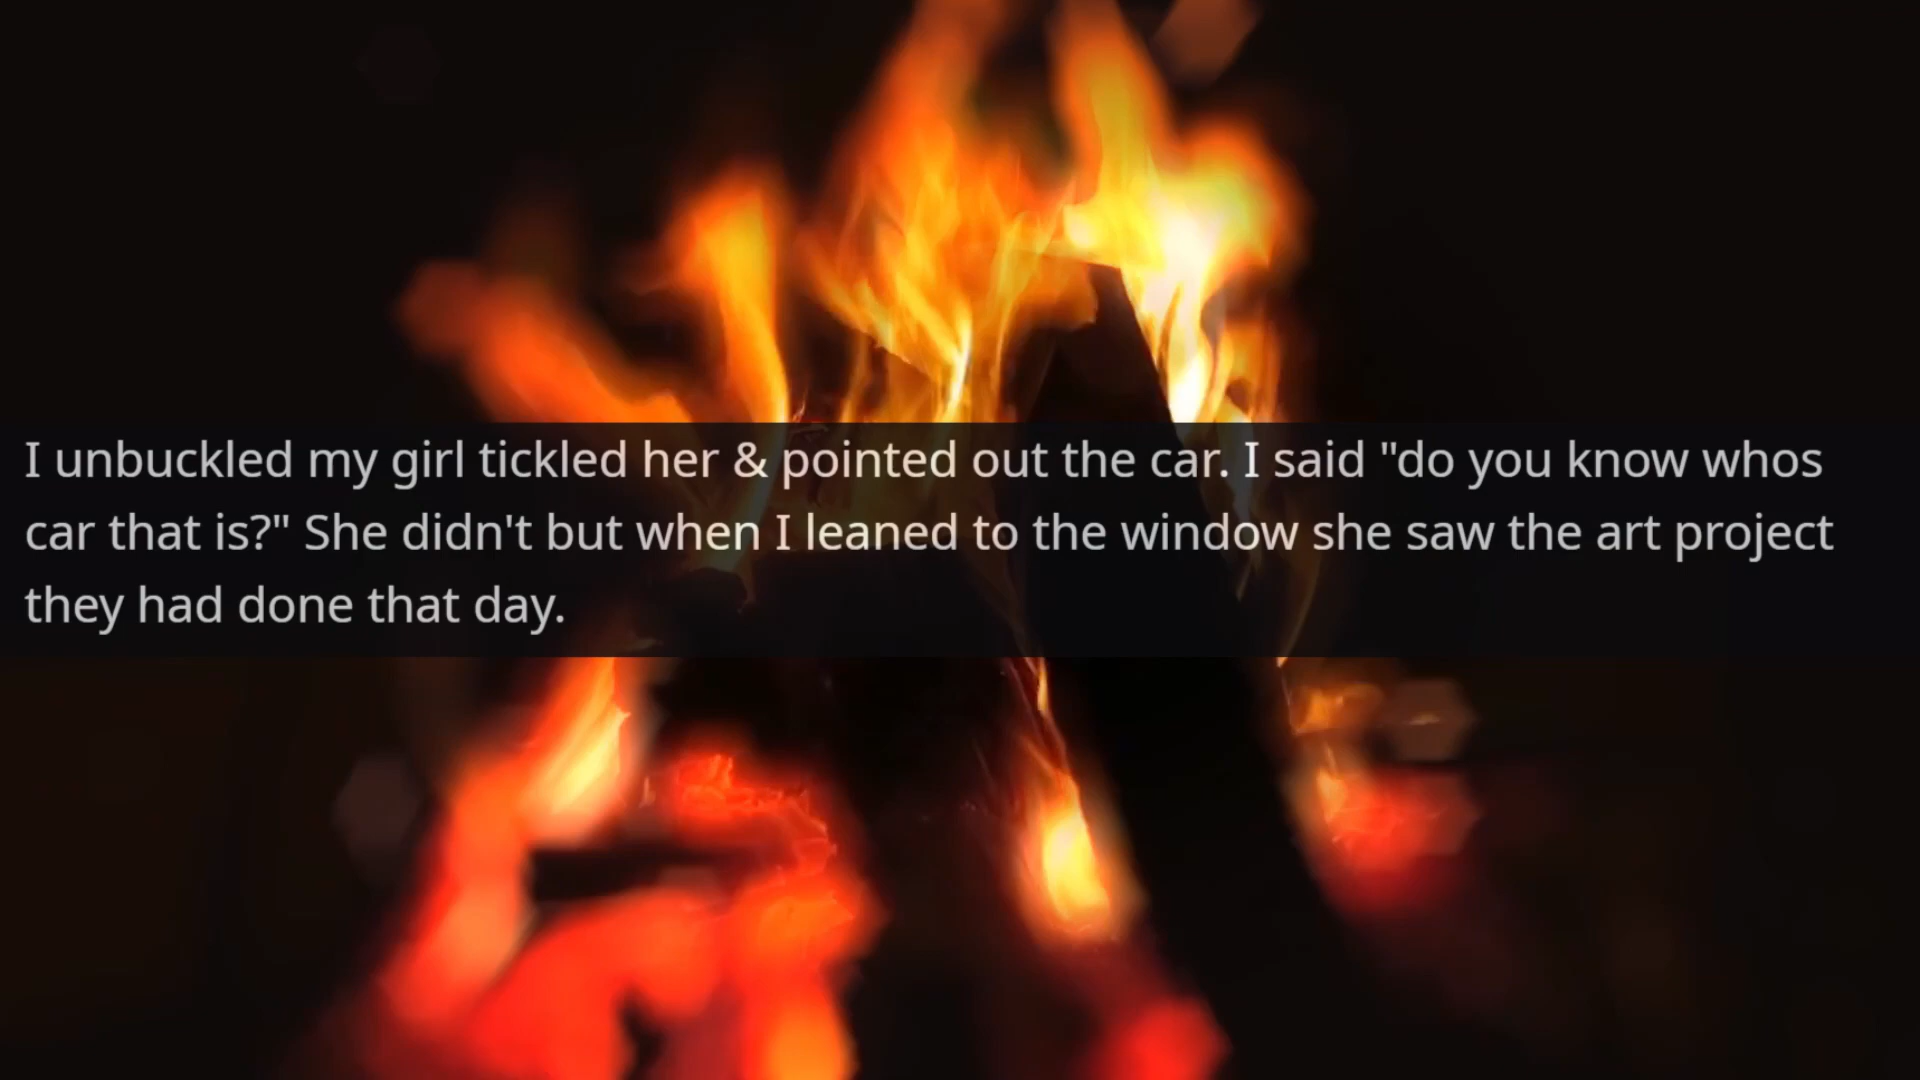 I unbuckled my girl tickled her & pointed out the car. I said "do you know whos
car that is?" She didn't but when I leaned to the window she saw the art project
they had done that day.